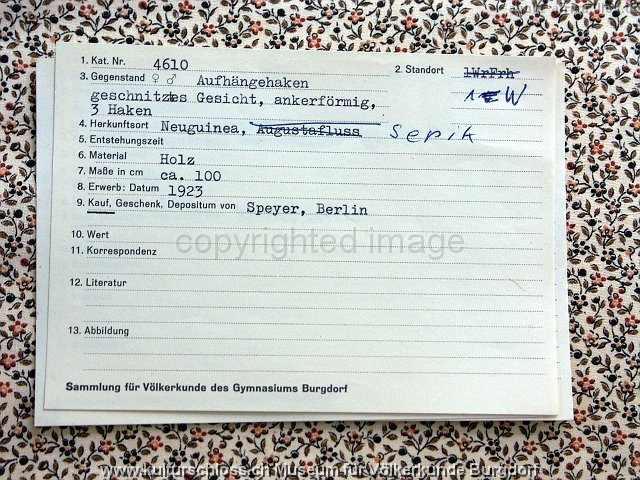 1. Kat. Nr. 4610 2. Standort 1WrFrh
3. Gegenstand ♀ ♂ Aufhängehaken W
geschnitztes Gesicht, ankerförmig,
3 Haken
4. Herkunftsort Neuguinea, Augustafluss Sepik
5. Entstehungszeit
6. Material Holz
7. Maße in cm ca. 100
8. Erwerb: Datum 1923
9. Kauf, Geschenk, Depositum von Speyer, Berlin
10. Wert
copyrighted image
11. Korrespondenz
12. Literatur
13. Abbildung
Sammlung für Völkerkunde des Gymnasiums Burgdorf
www.kulturschloss.ch Museum für Völkerkunde Burgdorf